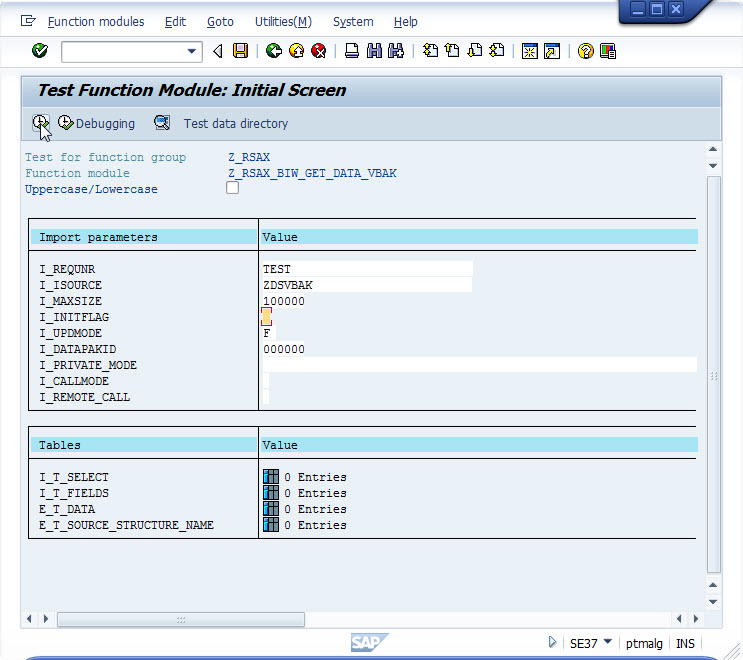 Function modules Edit Goto Utilities(M) System Help
Test Function Module: Initial Screen
Debugging Test data directory
Test for function group Z_RSAX
Function module Z_RSAX_BIW_GET_DATA_VBAK
Uppercase/Lowercase
Import parameters Value
I_REQUNR TEST
I_ISOURCE ZDSVBAK
I_MAXSIZE 100000
I_INITFLAG
I_UPDMODE F
I_DATAPAKID 000000
I_PRIVATE_MODE
I_CALLMODE
I_REMOTE_CALL
Tables Value
I_T_SELECT 0 Entries
I_T_FIELDS 0 Entries
E_T_DATA 0 Entries
E_T_SOURCE_STRUCTURE_NAME 0 Entries
SAP SE37 ptmalg INS